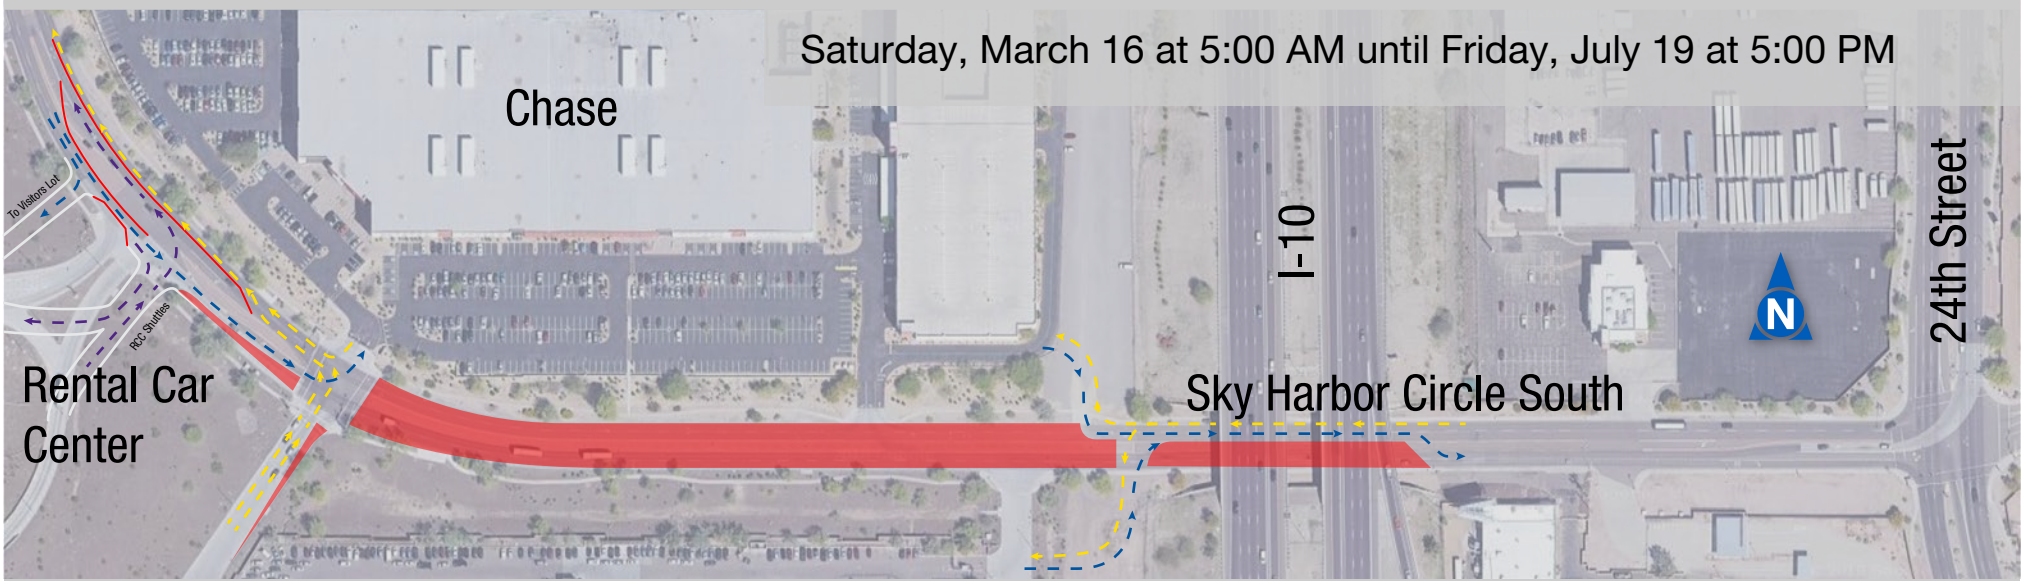 Saturday, March 16 at 5:00 AM until Friday, July 19 at 5:00 PM
Chase
To Visitors Lot
I-10
24th Street
N
RCC Shuttles
Rental Car
Center
Sky Harbor Circle South